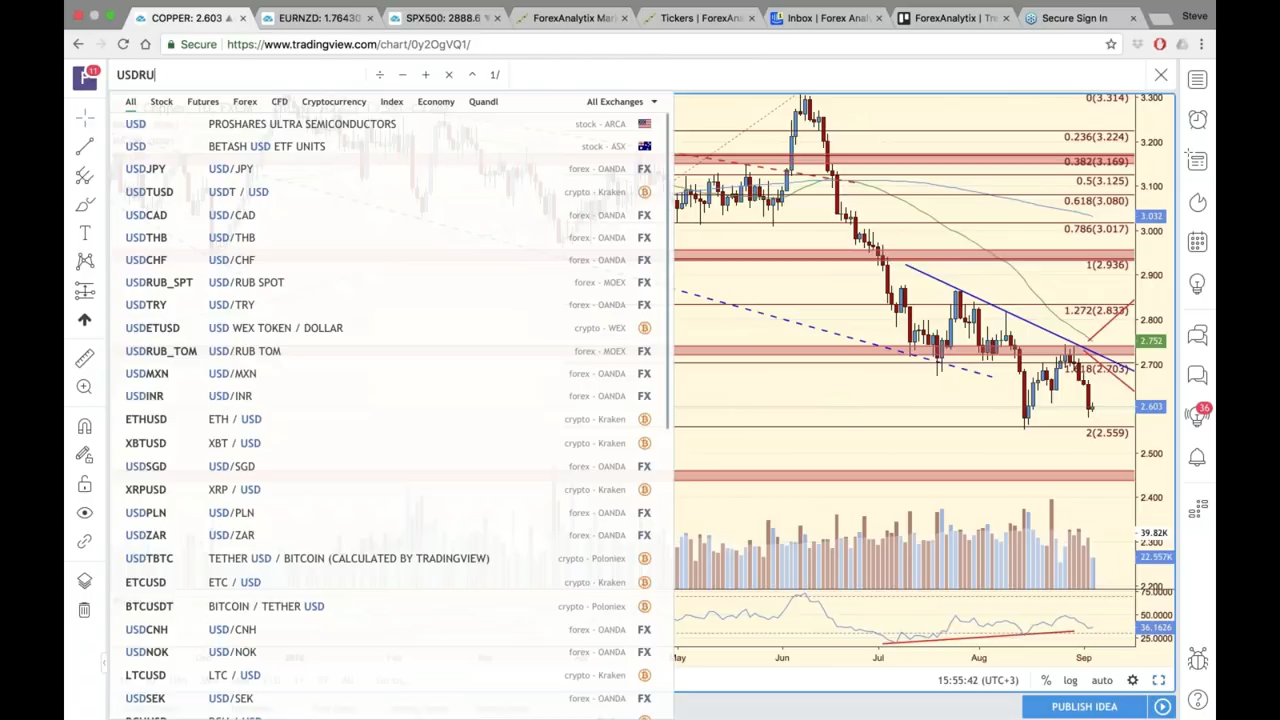 COPPER: 2.603 ▲
EURNZD: 1.7643
SPX500: 2888.6
ForexAnalytix Ma
Tickers | ForexAna
Inbox | Forex Anal
ForexAnalytix | Tr
Secure Sign In
Steve
Secure
https://www.tradingview.com/chart/0y2OgVQ1/
11
USDRU
÷ − + × ^ 1/
All Stock Futures Forex CFD Cryptocurrency Index Economy Quandl All Exchanges
USD PROSHARES ULTRA SEMICONDUCTORS stock - ARCA
USD BETASH USD ETF UNITS stock - ASX
USDJPY USD/JPY forex - OANDA FX
USDTUSD USDT / USD crypto - Kraken
USDCAD USD/CAD forex - OANDA FX
USDTHB USD/THB forex - OANDA FX
USDCHF USD/CHF forex - OANDA FX
USDRUB_SPT USD/RUB SPOT forex - MOEX FX
USDTRY USD/TRY forex - OANDA FX
USDETUSD USD WEX TOKEN / DOLLAR crypto - WEX
USDRUB_TOM USD/RUB TOM forex - MOEX FX
USDMXN USD/MXN forex - OANDA FX
USDINR USD/INR forex - OANDA FX
ETHUSD ETH / USD crypto - Kraken
XBTUSD XBT / USD crypto - Kraken
USDSGD USD/SGD forex - OANDA FX
XRPUSD XRP / USD crypto - Kraken
USDPLN USD/PLN forex - OANDA FX
USDZAR USD/ZAR forex - OANDA FX
USDTBTC TETHER USD / BITCOIN (CALCULATED BY TRADINGVIEW) crypto - Poloniex
ETCUSD ETC / USD crypto - Kraken
BTCUSDT BITCOIN / TETHER USD crypto - Poloniex
USDCNH USD/CNH forex - OANDA FX
USDNOK USD/NOK forex - OANDA FX
LTCUSD LTC / USD crypto - Kraken
USDSEK USD/SEK forex - OANDA FX
0(3.314)
3.300
0.236(3.224)
3.200
0.382(3.169)
0.5(3.125)
3.100
0.618(3.080)
3.032
0.786(3.017)
3.000
1(2.936)
2.900
1.272(2.833)
2.800
2.752
2.700
1.618(2.703)
2.603
2(2.559)
2.500
2.400
39.82K
2.300
22.557K
2.200
75.0000
50.0000
36.1626
25.0000
May Jun Jul Aug Sep
15:55:42 (UTC+3) % log auto
PUBLISH IDEA
36